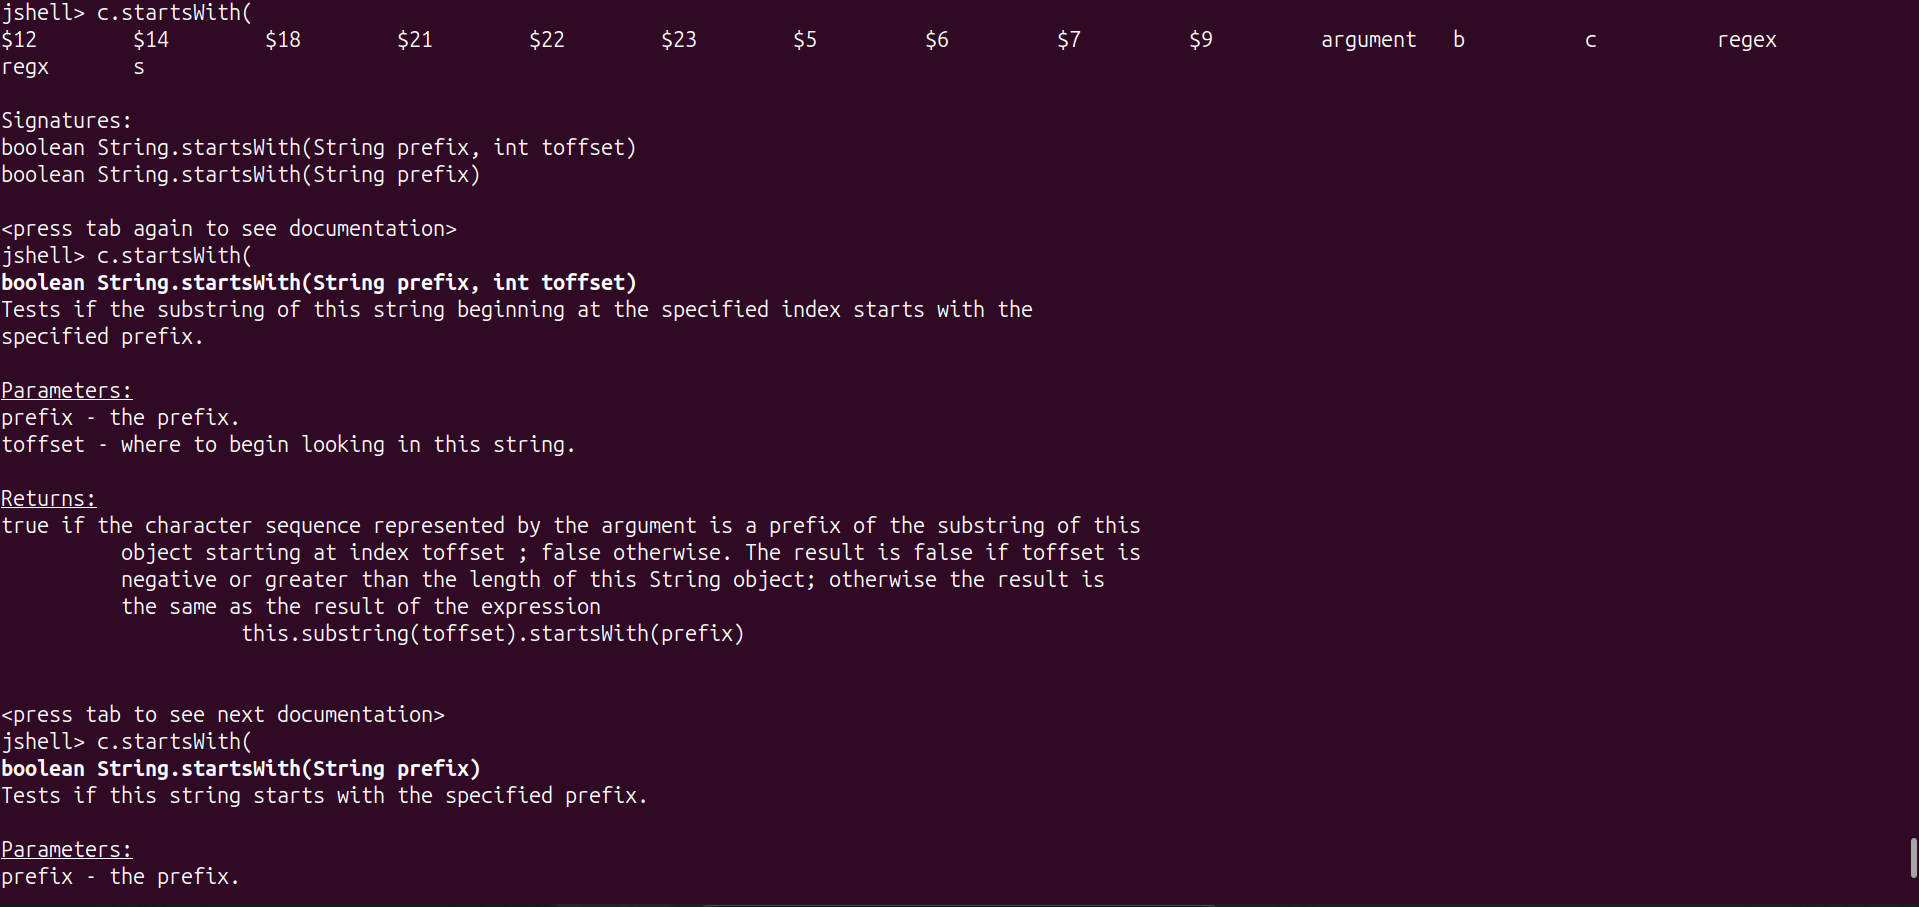 jshell> c.startsWith(
$12 $14 $18 $21 $22 $23 $5 $6 $7 $9 argument b c regex
regx s
Signatures:
boolean String.startsWith(String prefix, int toffset)
boolean String.startsWith(String prefix)
<press tab again to see documentation>
jshell> c.startsWith(
boolean String.startsWith(String prefix, int toffset)
Tests if the substring of this string beginning at the specified index starts with the
specified prefix.
Parameters:
prefix - the prefix.
toffset - where to begin looking in this string.
Returns:
true if the character sequence represented by the argument is a prefix of the substring of this
object starting at index toffset ; false otherwise. The result is false if toffset is
negative or greater than the length of this String object; otherwise the result is
the same as the result of the expression
this.substring(toffset).startsWith(prefix)
<press tab to see next documentation>
jshell> c.startsWith(
boolean String.startsWith(String prefix)
Tests if this string starts with the specified prefix.
Parameters:
prefix - the prefix.